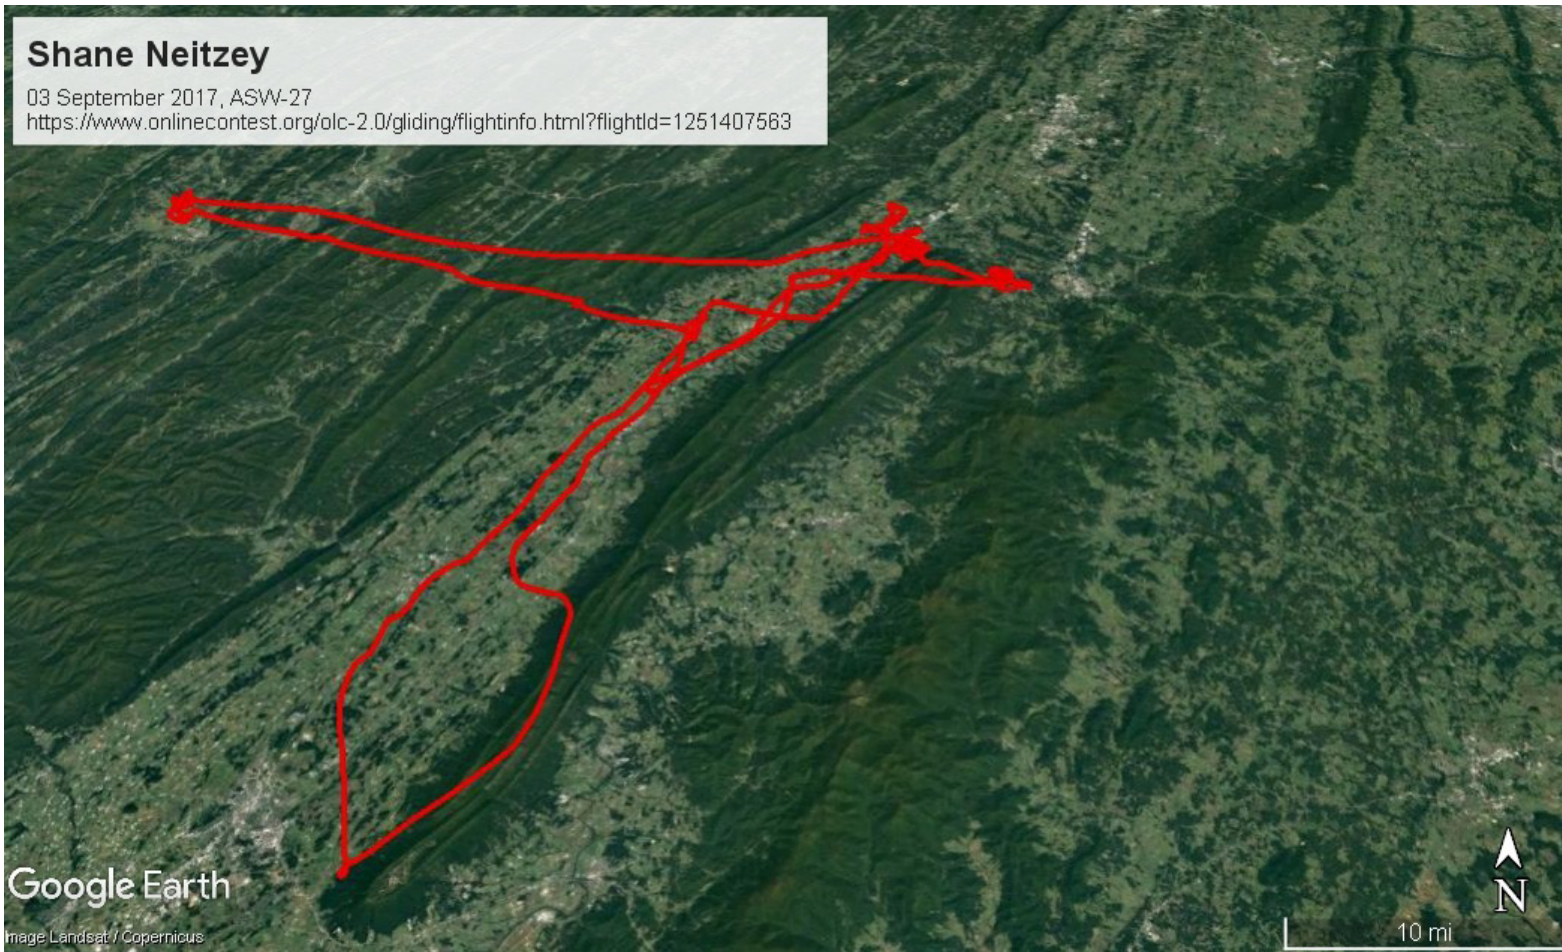 Shane Neitzey
03 September 2017, ASW-27
https://www.onlinecontest.org/olc-2.0/gliding/flightinfo.html?flightId=1251407563
Google Earth
N
mage Landsat / Copernicus
10 mi